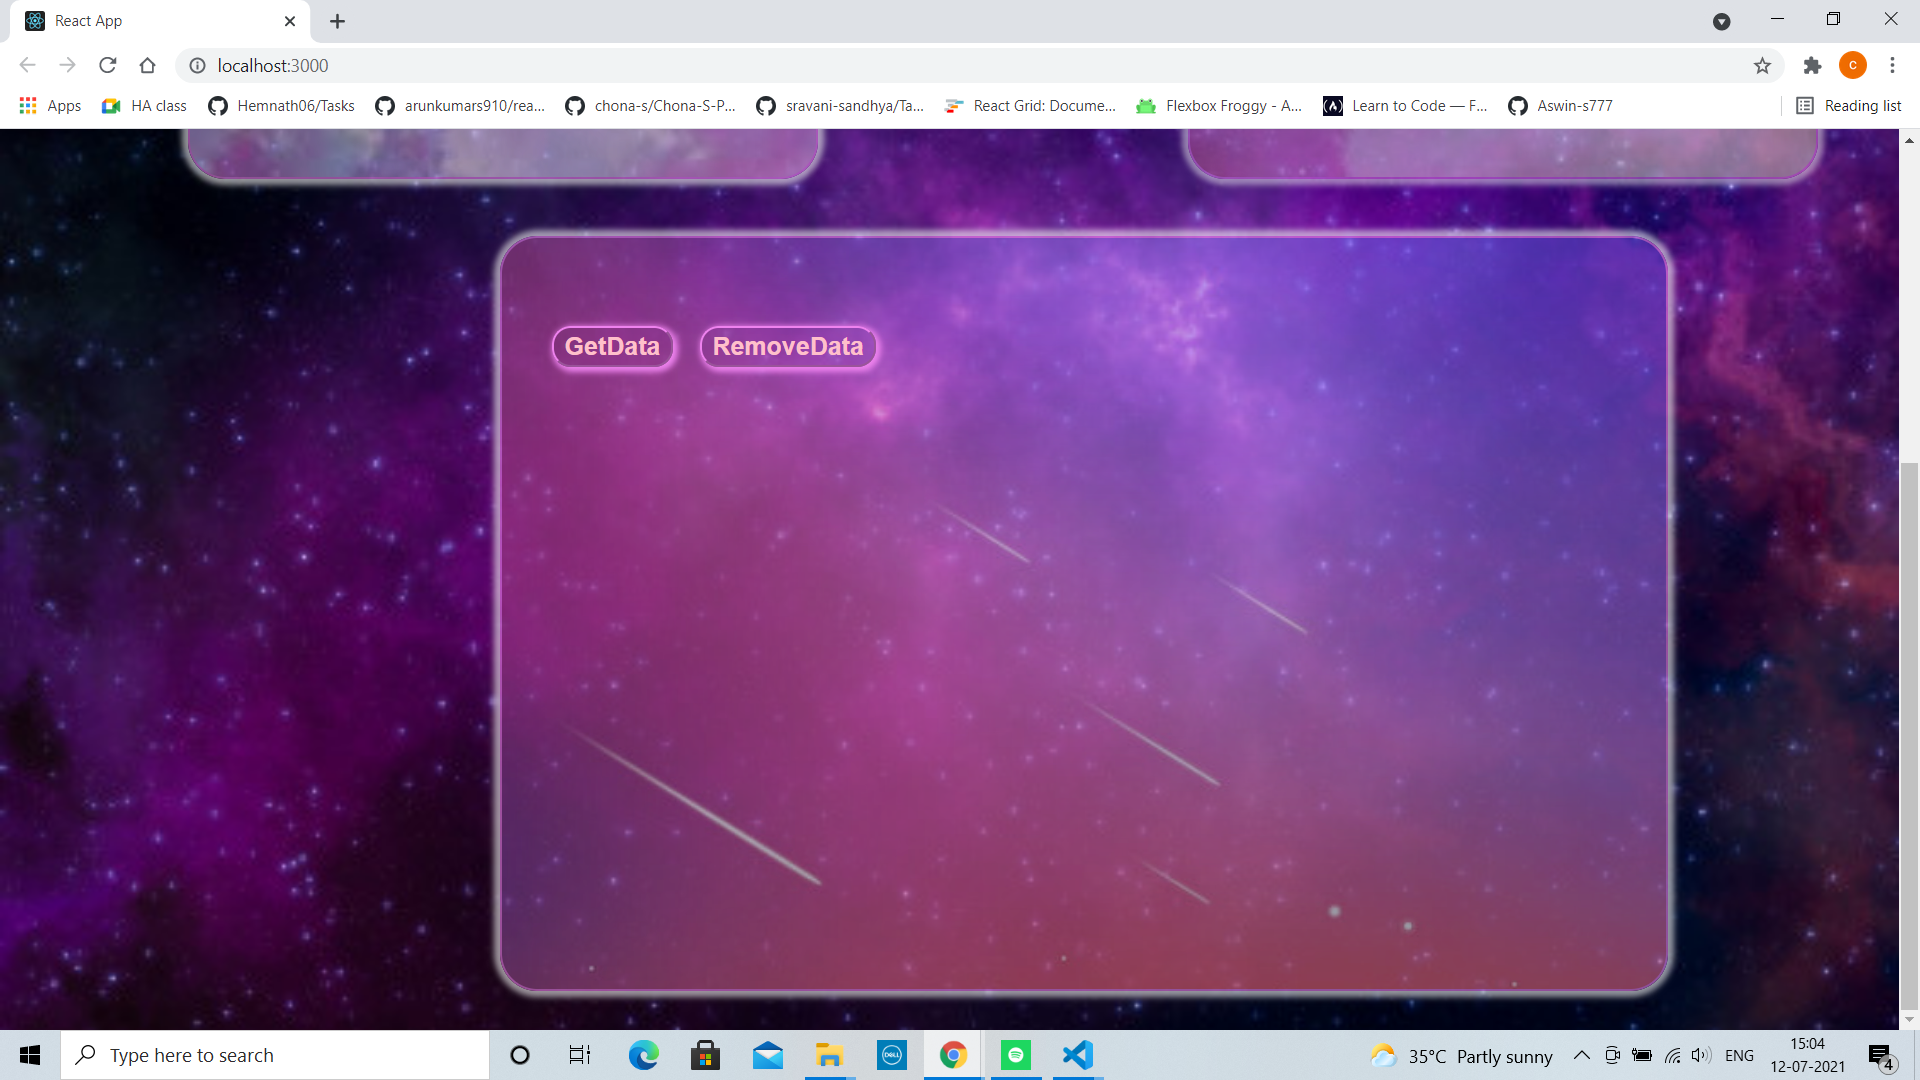 React App
localhost:3000
C
Apps
HA class
Hemnath06/Tasks
arunkumars910/rea...
chona-s/Chona-S-P...
sravani-sandhya/Ta...
React Grid: Docume...
Flexbox Froggy - A...
(A)
Learn to Code — F...
Aswin-s777
Reading list
GetData
RemoveData
Type here to search
DELL
35°C Partly sunny
ENG
15:04
12-07-2021
4